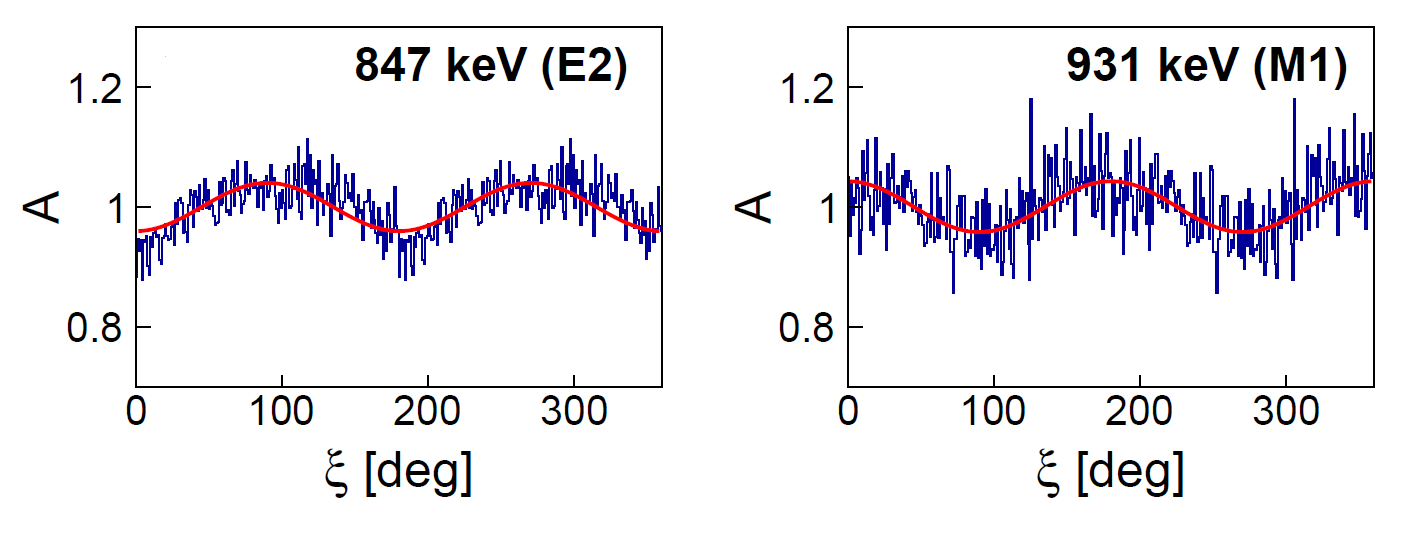 847 keV (E2)
1.2
1
0.8
A
0 100 200 300
ξ [deg]
931 keV (M1)
1.2
1
0.8
A
0 100 200 300
ξ [deg]